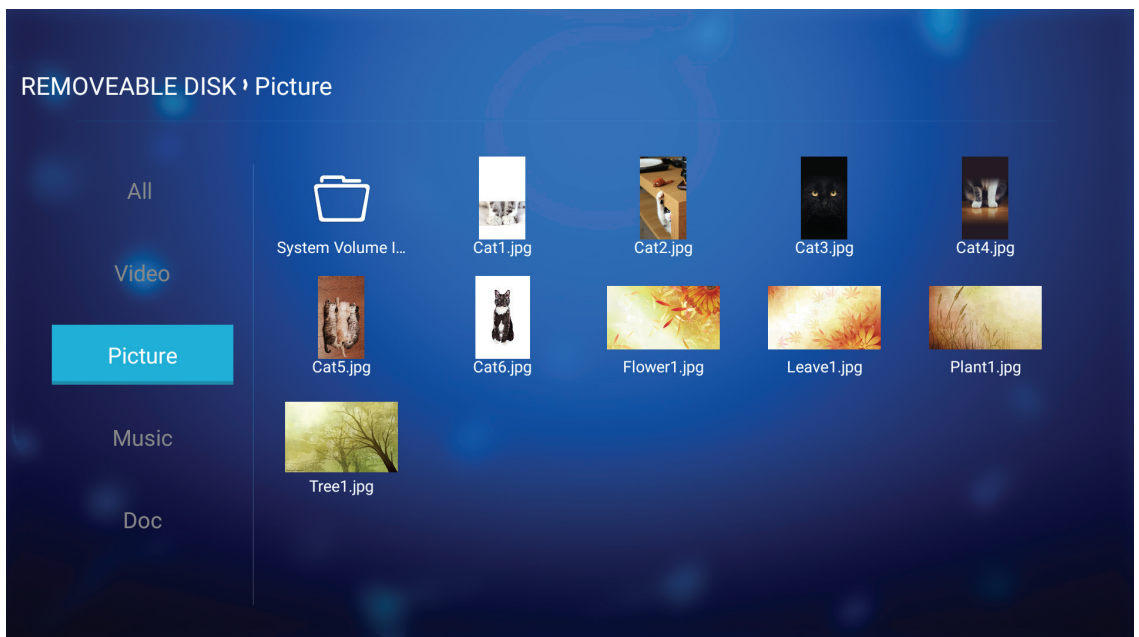 REMOVEABLE DISK Picture
All
Video
Picture
Music
Doc
System Volume I...
Cat1.jpg
Cat2.jpg
Cat3.jpg
Cat4.jpg
Cat5.jpg
Cat6.jpg
Flower1.jpg
Leave1.jpg
Plant1.jpg
Tree1.jpg